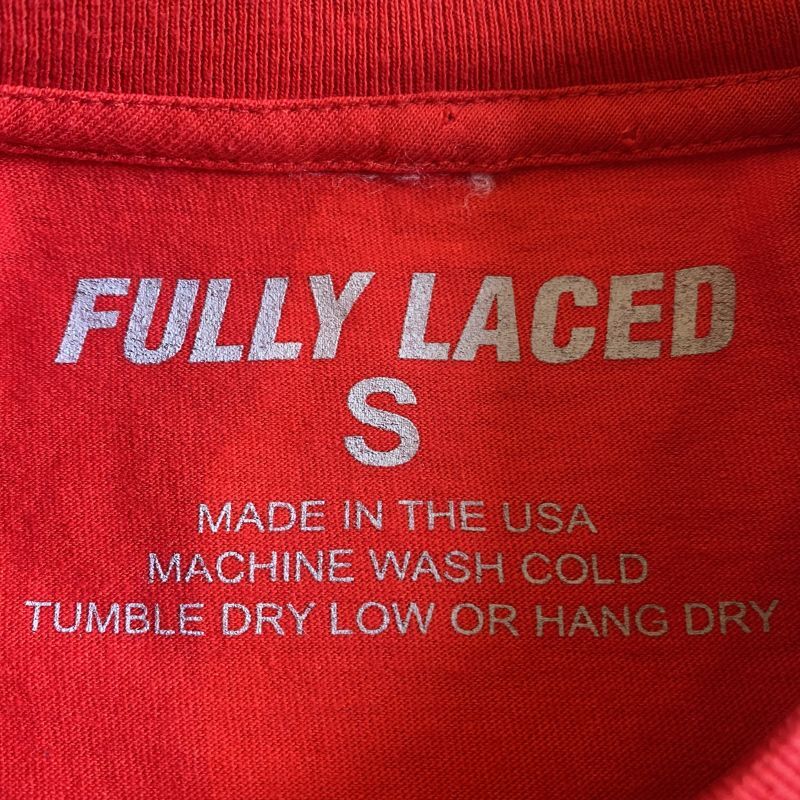 FULLY LACED
S
MADE IN THE USA
MACHINE WASH COLD
TUMBLE DRY LOW OR HANG DRY